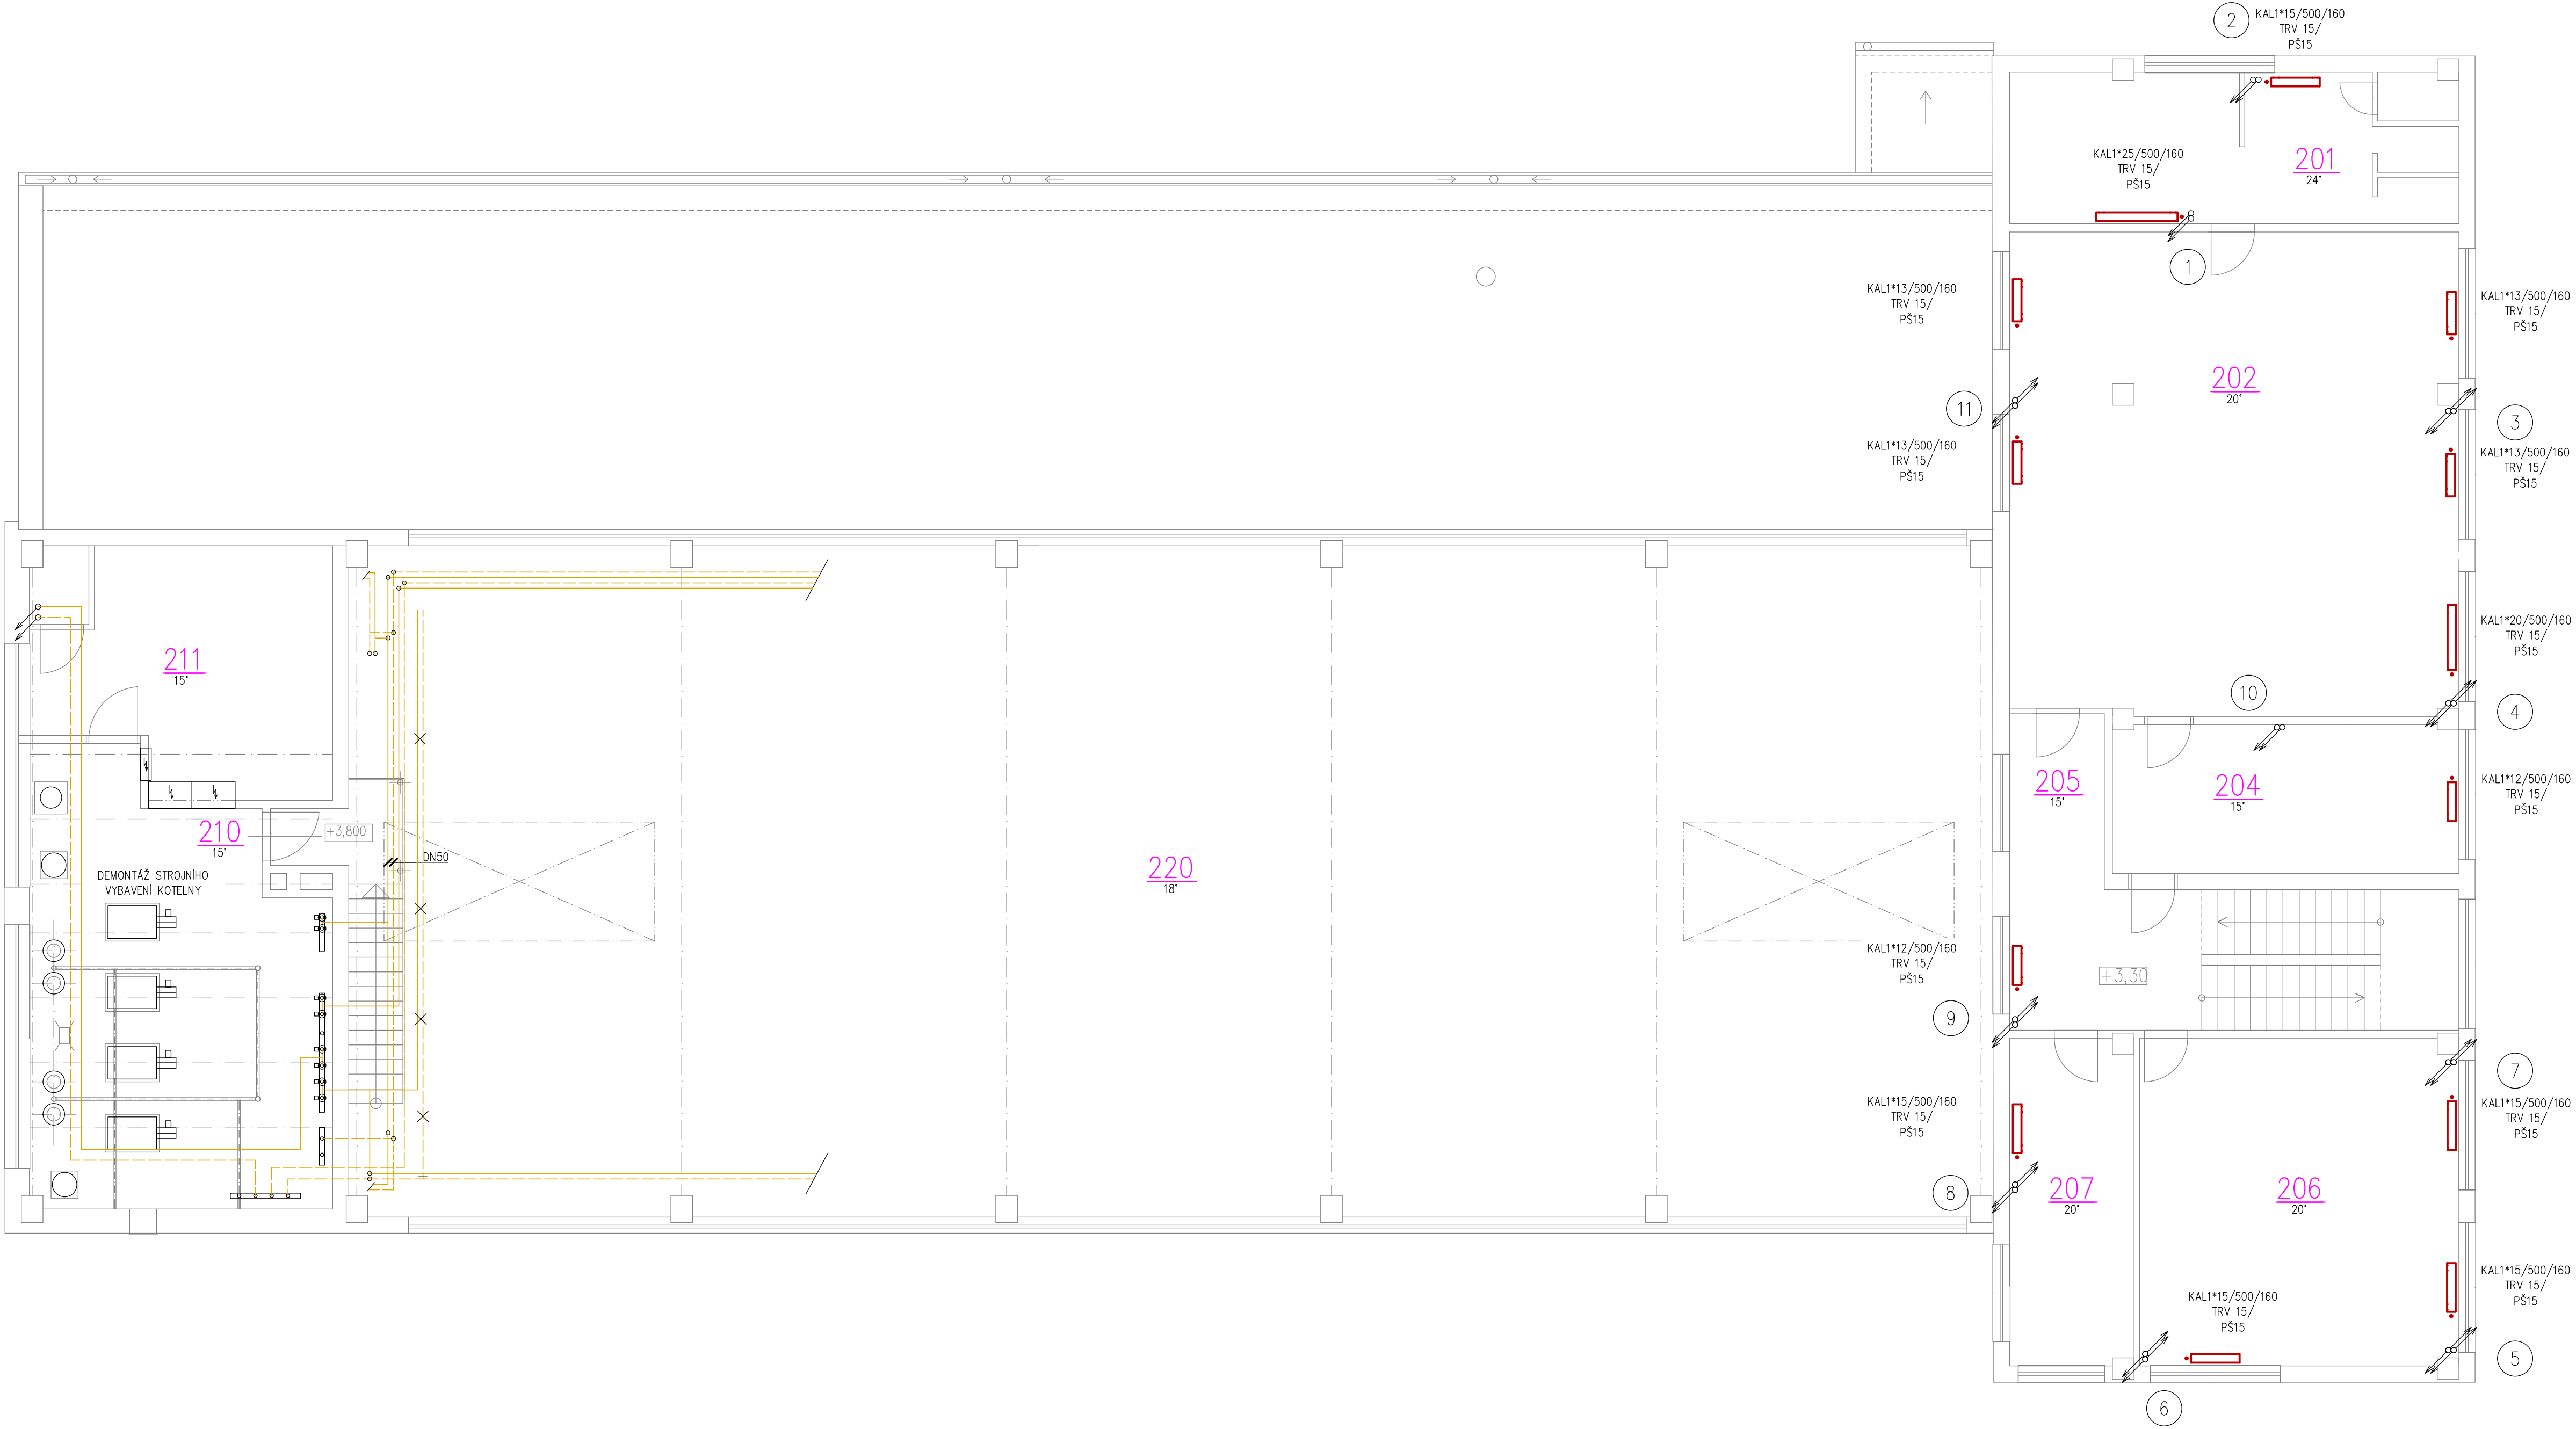 2
KAL1*15/500/160
TRV 15/
PŠ15
KAL1*25/500/160
TRV 15/
PŠ15
201
24°
1
KAL1*13/500/160
TRV 15/
PŠ15
KAL1*13/500/160
TRV 15/
PŠ15
202
20°
11
3
KAL1*13/500/160
TRV 15/
PŠ15
KAL1*13/500/160
TRV 15/
PŠ15
KAL1*20/500/160
TRV 15/
PŠ15
211
15°
10
4
205
15°
204
15°
KAL1*12/500/160
TRV 15/
PŠ15
210
15°
+3,800
DN50
220
18°
DEMONTÁŽ STROJNÍHO
VYBAVENÍ KOTELNY
KAL1*12/500/160
TRV 15/
PŠ15
+3,30
9
7
KAL1*15/500/160
TRV 15/
PŠ15
KAL1*15/500/160
TRV 15/
PŠ15
8
207
20°
206
20°
KAL1*15/500/160
TRV 15/
PŠ15
KAL1*15/500/160
TRV 15/
PŠ15
5
6